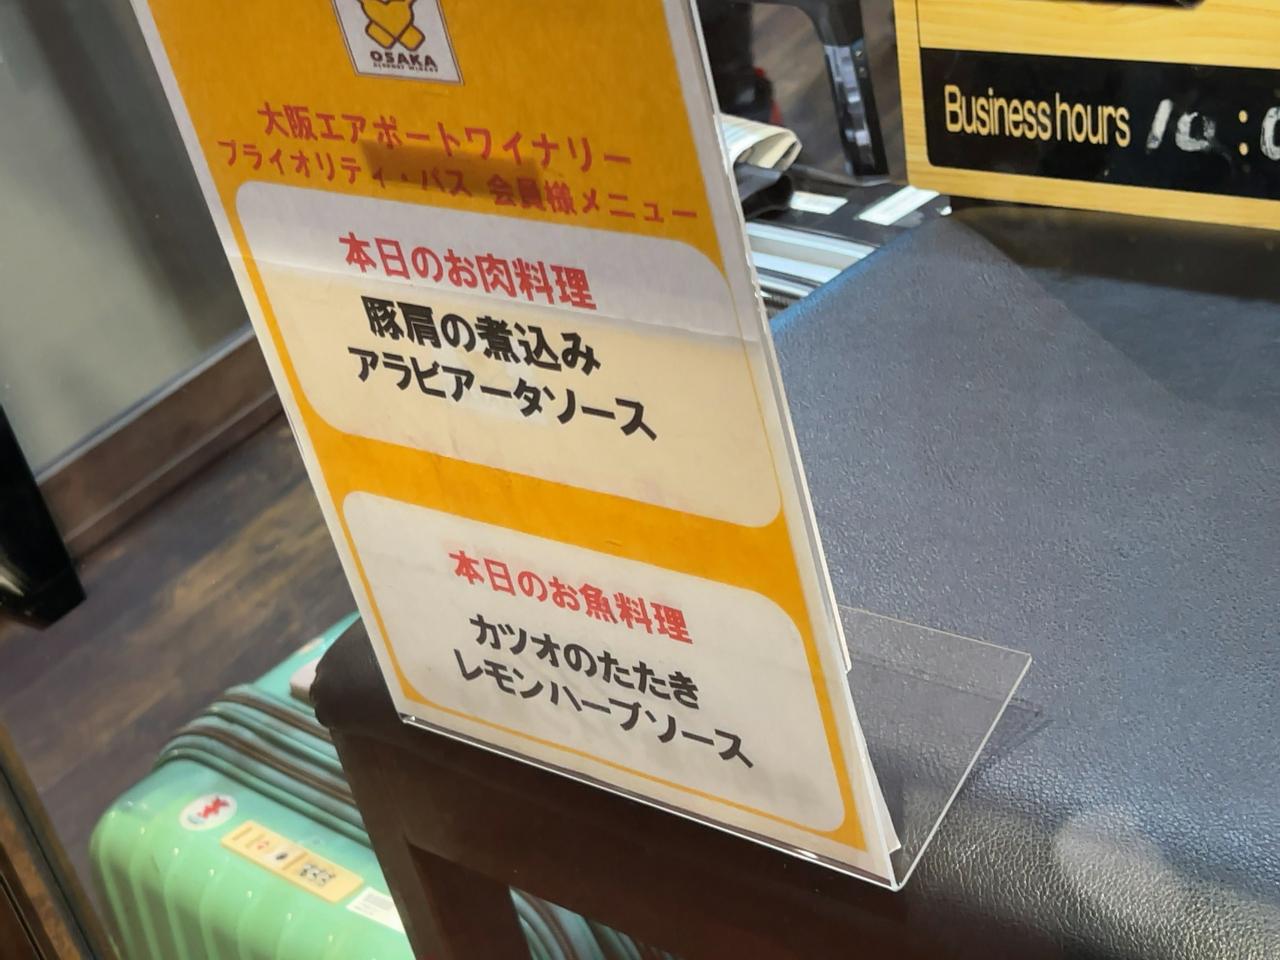 OSAKA
大阪エアポートワイナリー
プライオリティ・パス 会員様メニュー
本日のお肉料理
豚肩の煮込み
アラビアータソース
本日のお魚料理
カツオのたたき
レモンハーブソース
Business hours 10:0